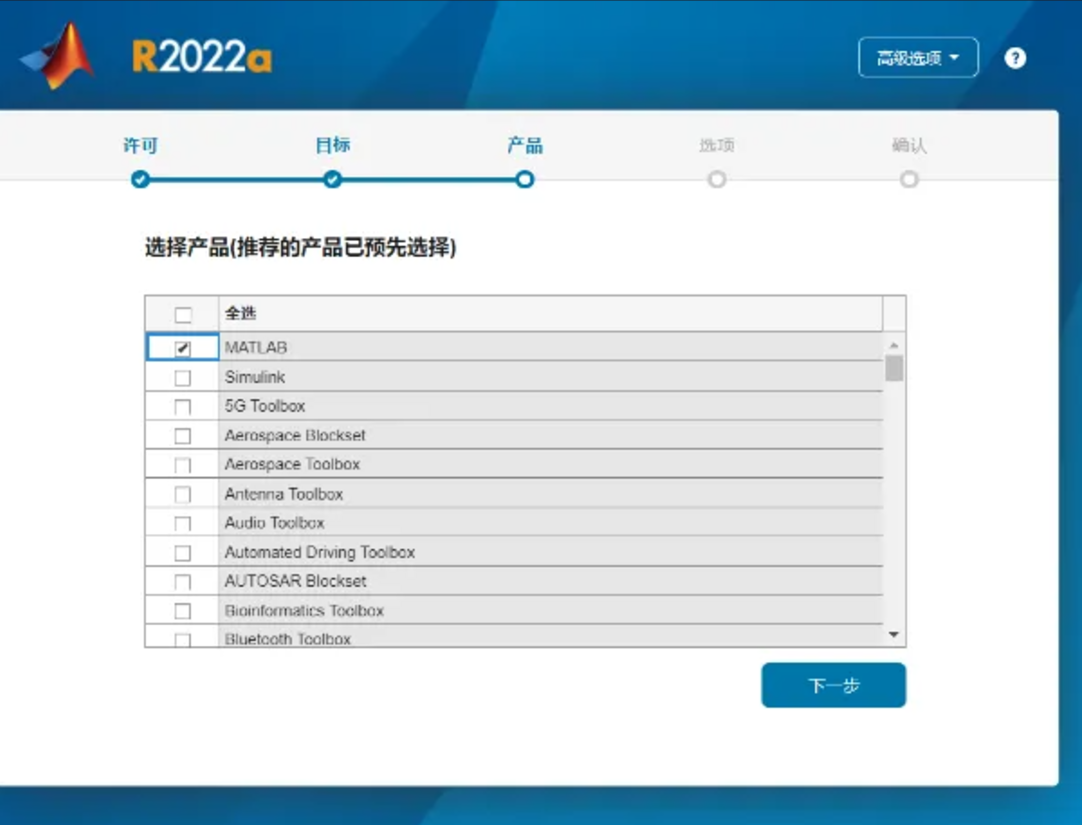 R2022a
高级选项
?
许可 目标 产品 选项 确认
选择产品(推荐的产品已预先选择)
全选
MATLAB
Simulink
5G Toolbox
Aerospace Blockset
Aerospace Toolbox
Antenna Toolbox
Audio Toolbox
Automated Driving Toolbox
AUTOSAR Blockset
Bioinformatics Toolbox
Bluetooth Toolbox
下一步